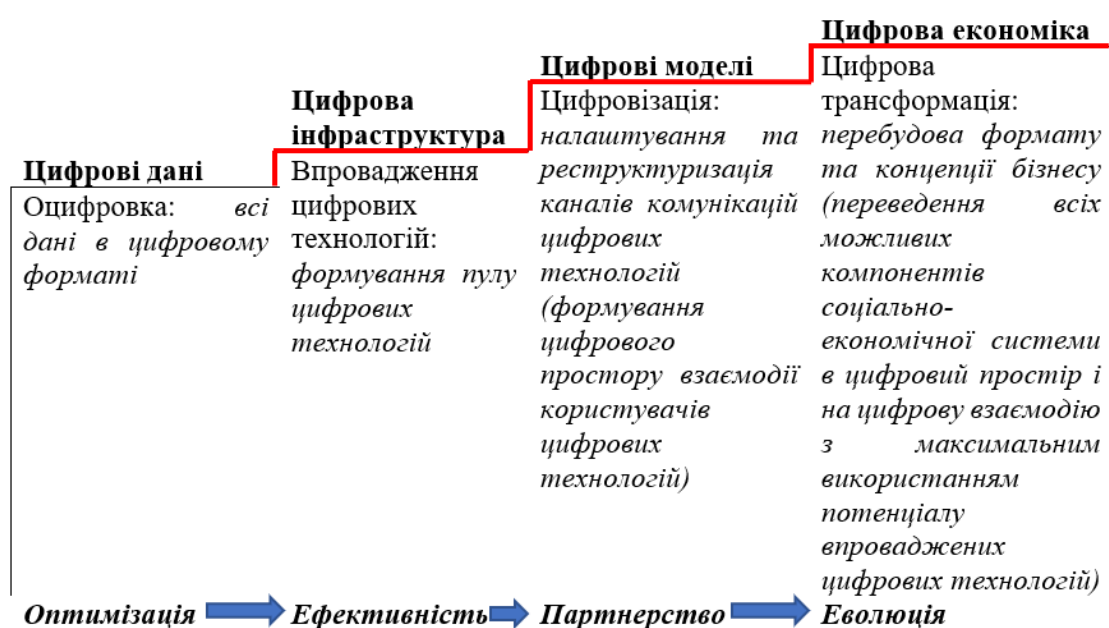 Цифрові дані
Оцифровка: всі
дані в цифровому
форматі
Цифрова
інфраструктура
Впровадження
цифрових
технологій:
формування пулу
цифрових
технологій
Цифрові моделі
Цифровізація:
налаштування та
реструктуризація
каналів комунікацій
цифрових
технологій
(формування
цифрового
простору взаємодії
користувачів
цифрових
технологій)
Цифрова економіка
Цифрова
трансформація:
перебудова формату
та концепції бізнесу
(переведення всіх
можливих
компонентів
соціально-
економічної системи
в цифровий простір і
на цифрову взаємодію
з максимальним
використанням
потенціалу
впроваджених
цифрових технологій)
Оптимізація Ефективність Партнерство Еволюція